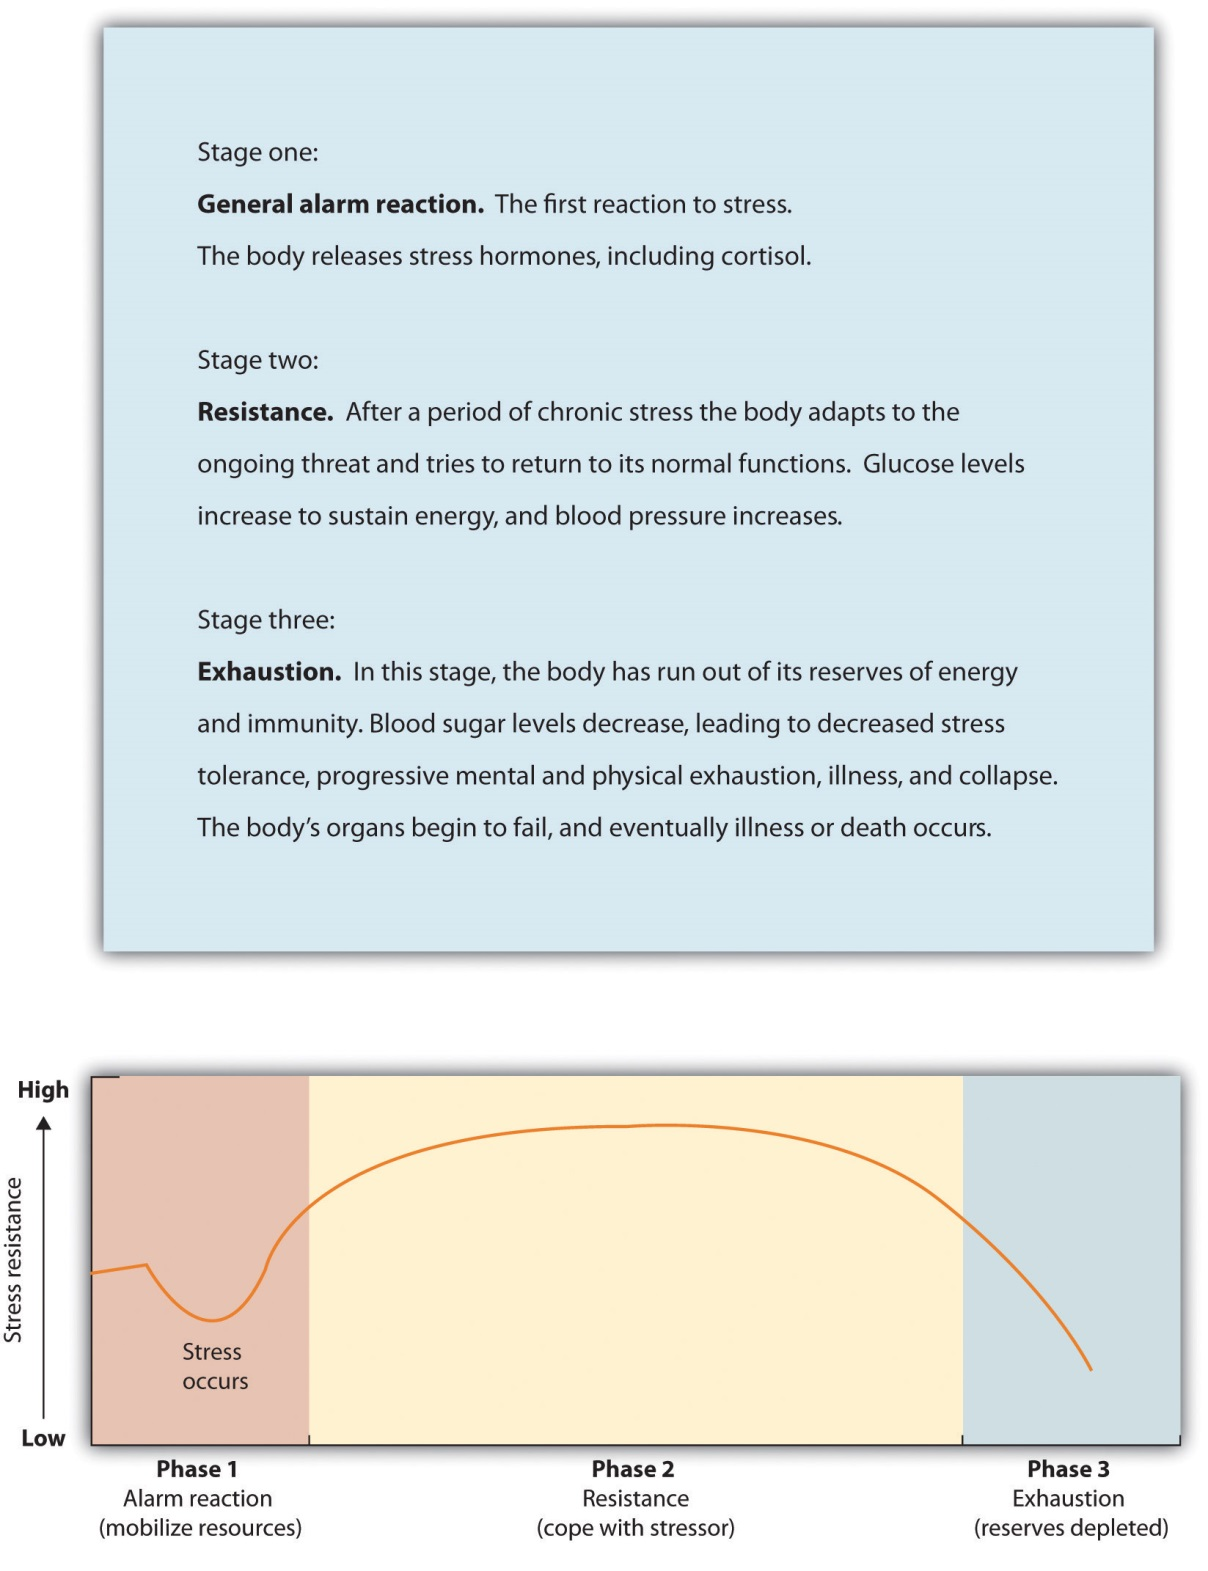 Stage one:
General alarm reaction. The first reaction to stress.
The body releases stress hormones, including cortisol.
Stage two:
Resistance. After a period of chronic stress the body adapts to the
ongoing threat and tries to return to its normal functions. Glucose levels
increase to sustain energy, and blood pressure increases.
Stage three:
Exhaustion. In this stage, the body has run out of its reserves of energy
and immunity. Blood sugar levels decrease, leading to decreased stress
tolerance, progressive mental and physical exhaustion, illness, and collapse.
The body’s organs begin to fail, and eventually illness or death occurs.
High
Stress resistance
Low
Stress
occurs
Phase 1
Alarm reaction
(mobilize resources)
Phase 2
Resistance
(cope with stressor)
Phase 3
Exhaustion
(reserves depleted)